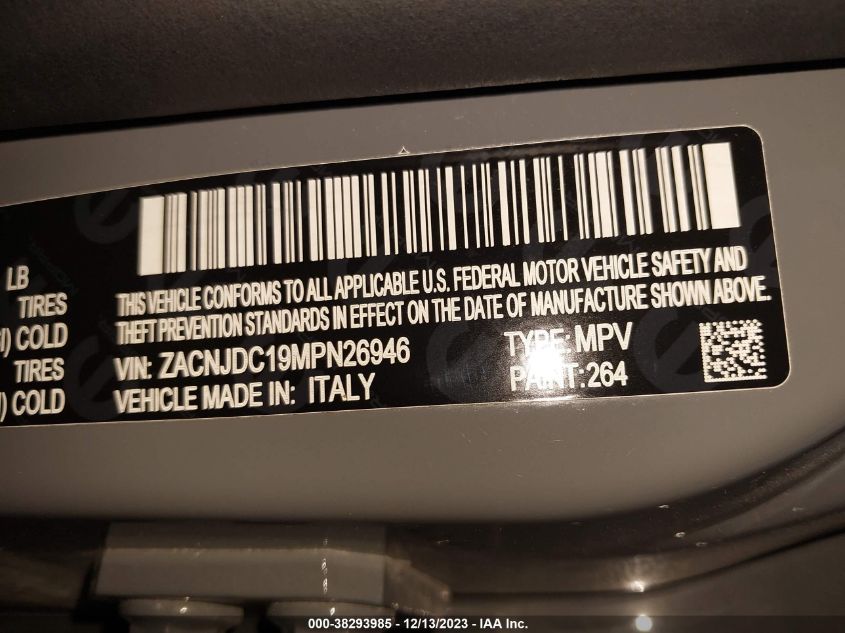 LB
TIRES
) COLD
TIRES
) COLD
THIS VEHICLE CONFORMS TO ALL APPLICABLE U.S. FEDERAL MOTOR VEHICLE SAFETY AND
THEFT PREVENTION STANDARDS IN EFFECT ON THE DATE OF MANUFACTURE SHOWN ABOVE.
VIN: ZACNJDC19MPN26946
TYPE: MPV
VEHICLE MADE IN: ITALY
PAINT:264
000-38293985 - 12/13/2023 - IAA Inc.